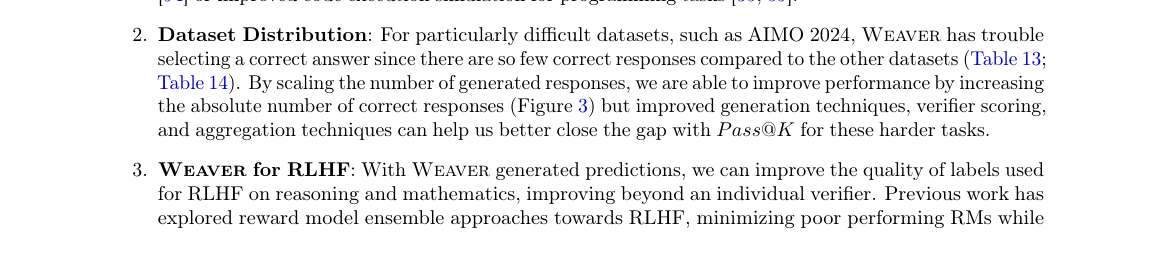 2. Dataset Distribution: For particularly difficult datasets, such as AIMO 2024, WEAVER has trouble
selecting a correct answer since there are so few correct responses compared to the other datasets (Table 13;
Table 14). By scaling the number of generated responses, we are able to improve performance by increasing
the absolute number of correct responses (Figure 3) but improved generation techniques, verifier scoring,
and aggregation techniques can help us better close the gap with Pass@K for these harder tasks.
3. WEAVER for RLHF: With WEAVER generated predictions, we can improve the quality of labels used
for RLHF on reasoning and mathematics, improving beyond an individual verifier. Previous work has
explored reward model ensemble approaches towards RLHF, minimizing poor performing RMs while